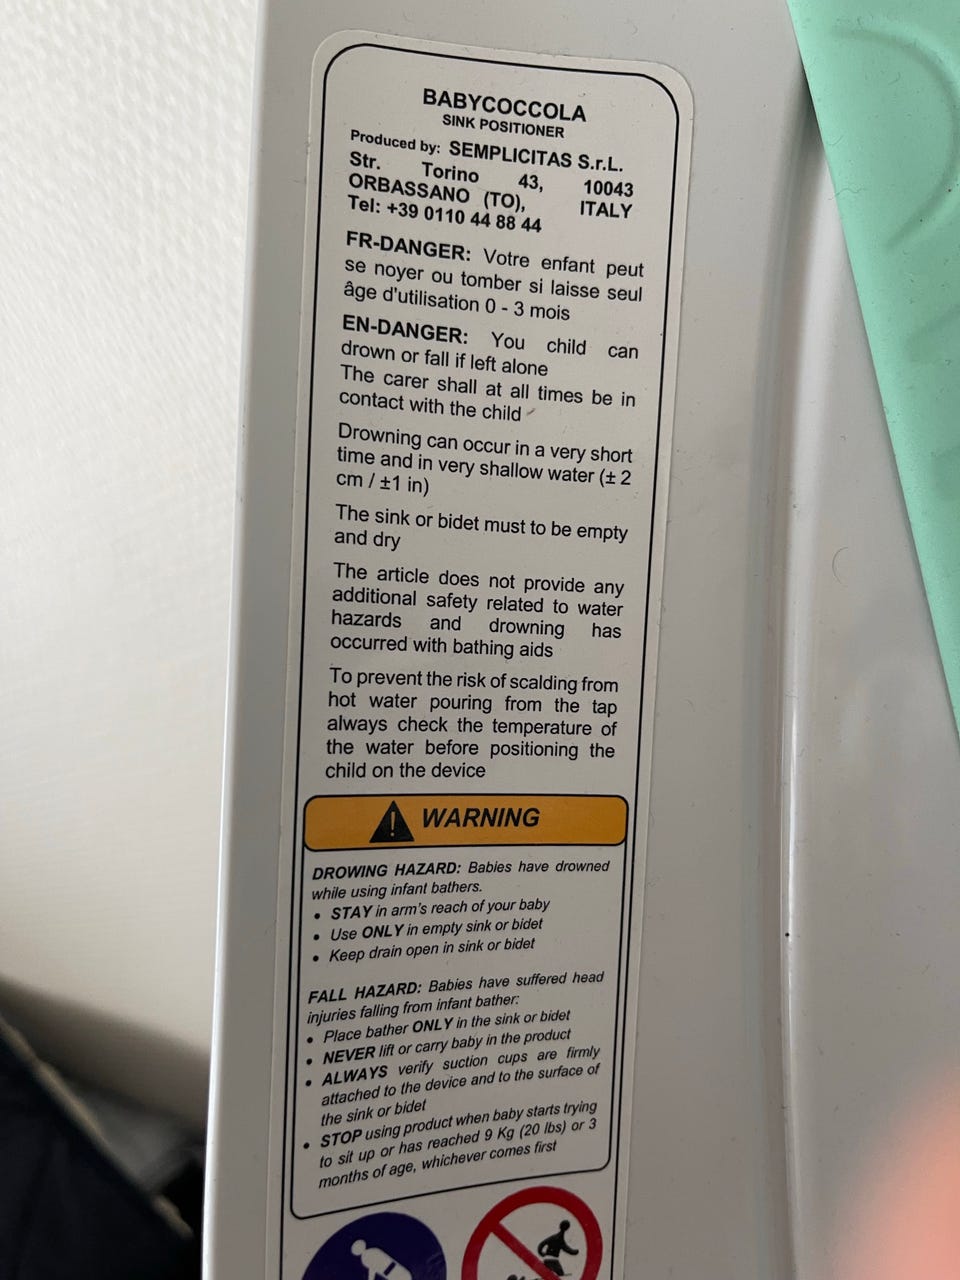 BABYCOCCOLA
SINK POSITIONER
Produced by: SEMPLICITAS S.r.L.
Str. Torino 43, 10043
ORBASSANO (TO), ITALY
Tel: +39 0110 44 88 44
FR-DANGER: Votre enfant peut
se noyer ou tomber si laisse seul
âge d'utilisation 0 - 3 mois
EN-DANGER: You child can
drown or fall if left alone
The carer shall at all times be in
contact with the child
Drowning can occur in a very short
time and in very shallow water (± 2
cm / ±1 in)
The sink or bidet must to be empty
and dry
The article does not provide any
additional safety related to water
hazards and drowning has
occurred with bathing aids
To prevent the risk of scalding from
hot water pouring from the tap
always check the temperature of
the water before positioning the
child on the device
WARNING
DROWING HAZARD: Babies have drowned
while using infant bathers.
• STAY in arm's reach of your baby
• Use ONLY in empty sink or bidet
• Keep drain open in sink or bidet
FALL HAZARD: Babies have suffered head
injuries falling from infant bather:
• Place bather ONLY in the sink or bidet
• NEVER lift or carry baby in the product
• ALWAYS verify suction cups are firmly
attached to the device and to the surface of
the sink or bidet
• STOP using product when baby starts trying
to sit up or has reached 9 Kg (20 lbs) or 3
months of age, whichever comes first